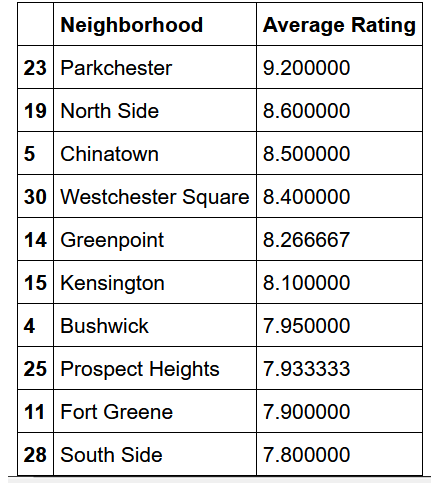 Neighborhood Average Rating
23 Parkchester 9.200000
19 North Side 8.600000
5 Chinatown 8.500000
30 Westchester Square 8.400000
14 Greenpoint 8.266667
15 Kensington 8.100000
4 Bushwick 7.950000
25 Prospect Heights 7.933333
11 Fort Greene 7.900000
28 South Side 7.800000